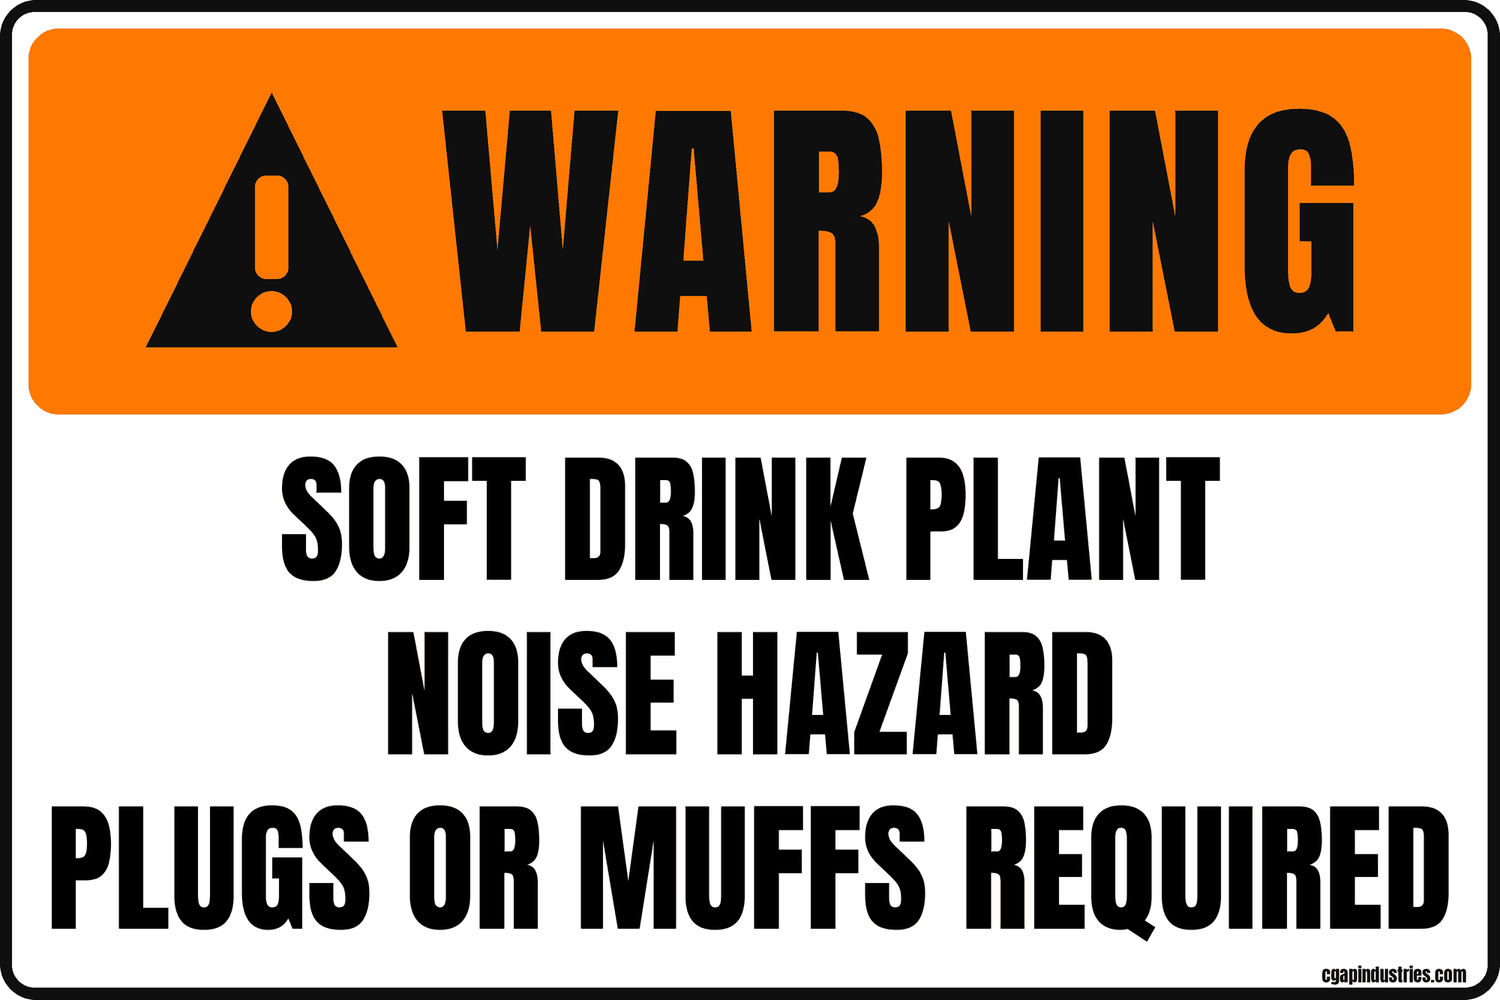 WARNING
SOFT DRINK PLANT
NOISE HAZARD
PLUGS OR MUFFS REQUIRED
cgapindustries.com